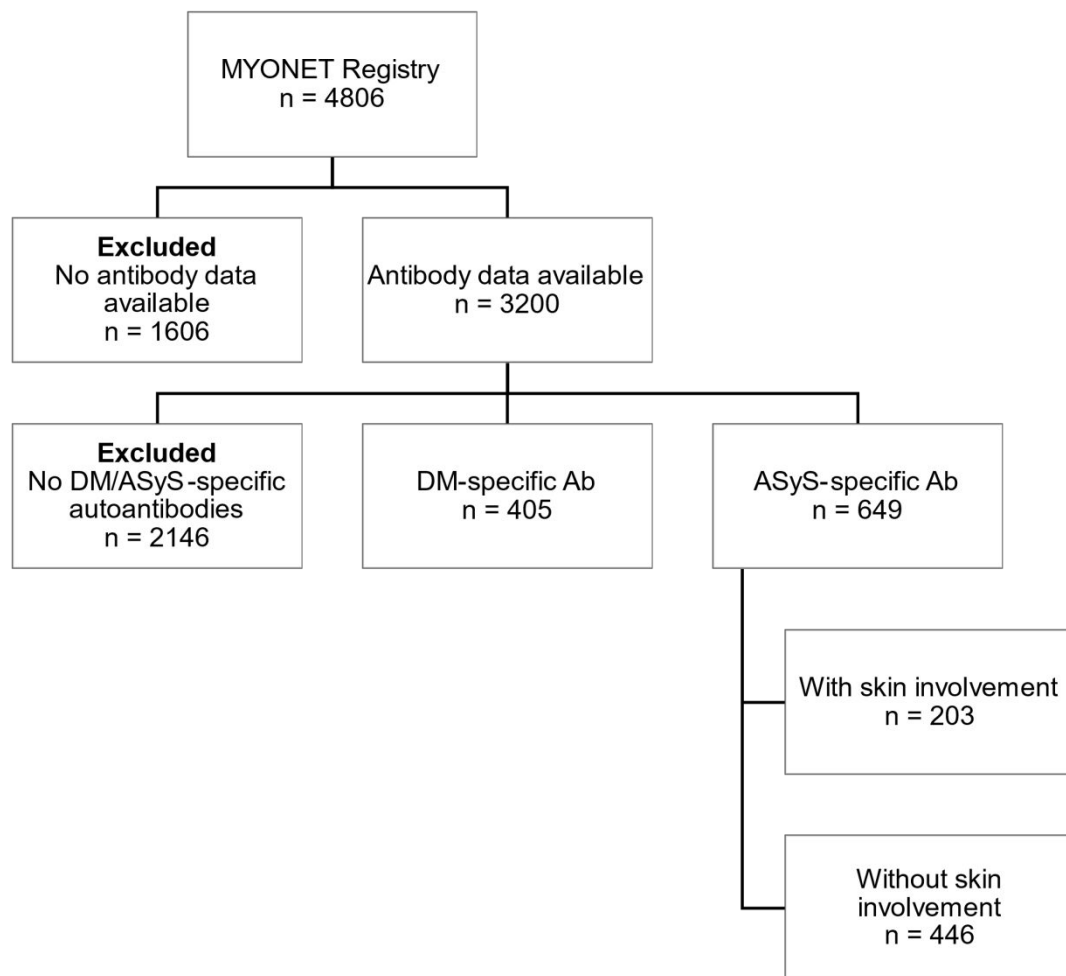 MYONET Registry
n = 4806
Excluded
No antibody data
available
n = 1606
Antibody data available
n = 3200
Excluded
No DM/ASyS-specific
autoantibodies
n = 2146
DM-specific Ab
n = 405
ASyS-specific Ab
n = 649
With skin involvement
n = 203
Without skin
involvement
n = 446